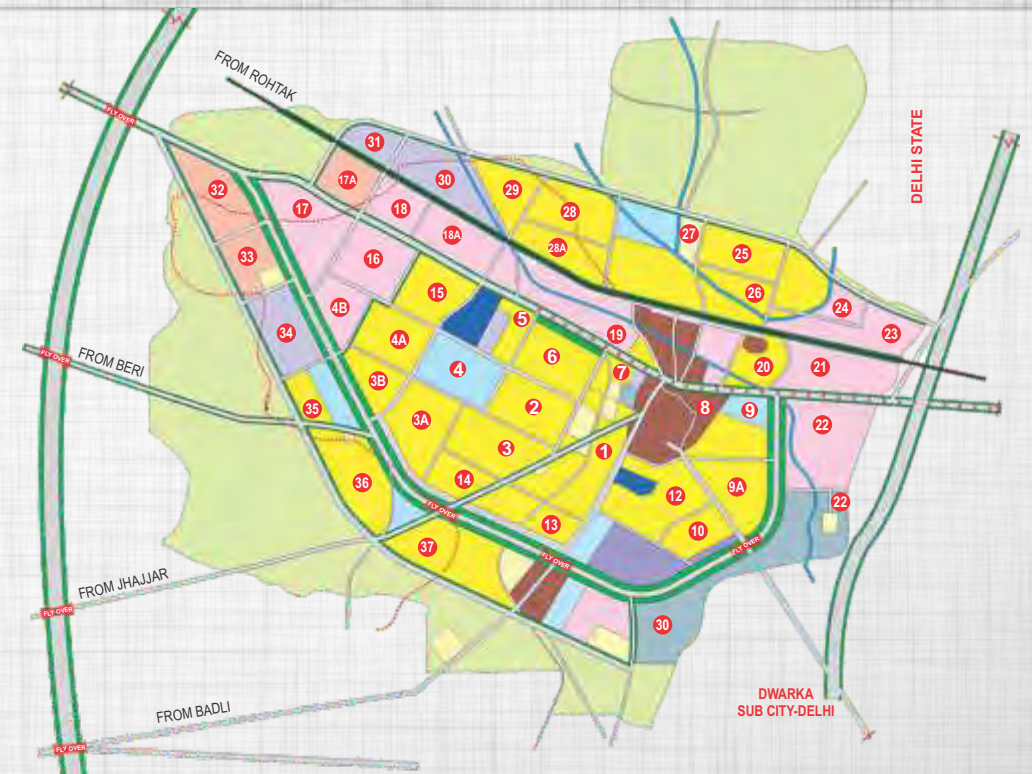 FROM ROHTAK
FLY OVER
DELHI STATE
31
17A
30
32
17
18
29
28
18A
28A
27
25
33
16
26
15
24
4B
5
34
4A
19
23
6
FLY OVER
FROM BERI
4
7
20
21
3B
2
8
9
35
3A
1
22
3
14
9A
36
12
22
FLY OVER
13
10
37
FLY OVER
FLY OVER
FROM JHAJJAR
FLY OVER
30
DWARKA
SUB CITY-DELHI
FROM BADLI
FLY OVER